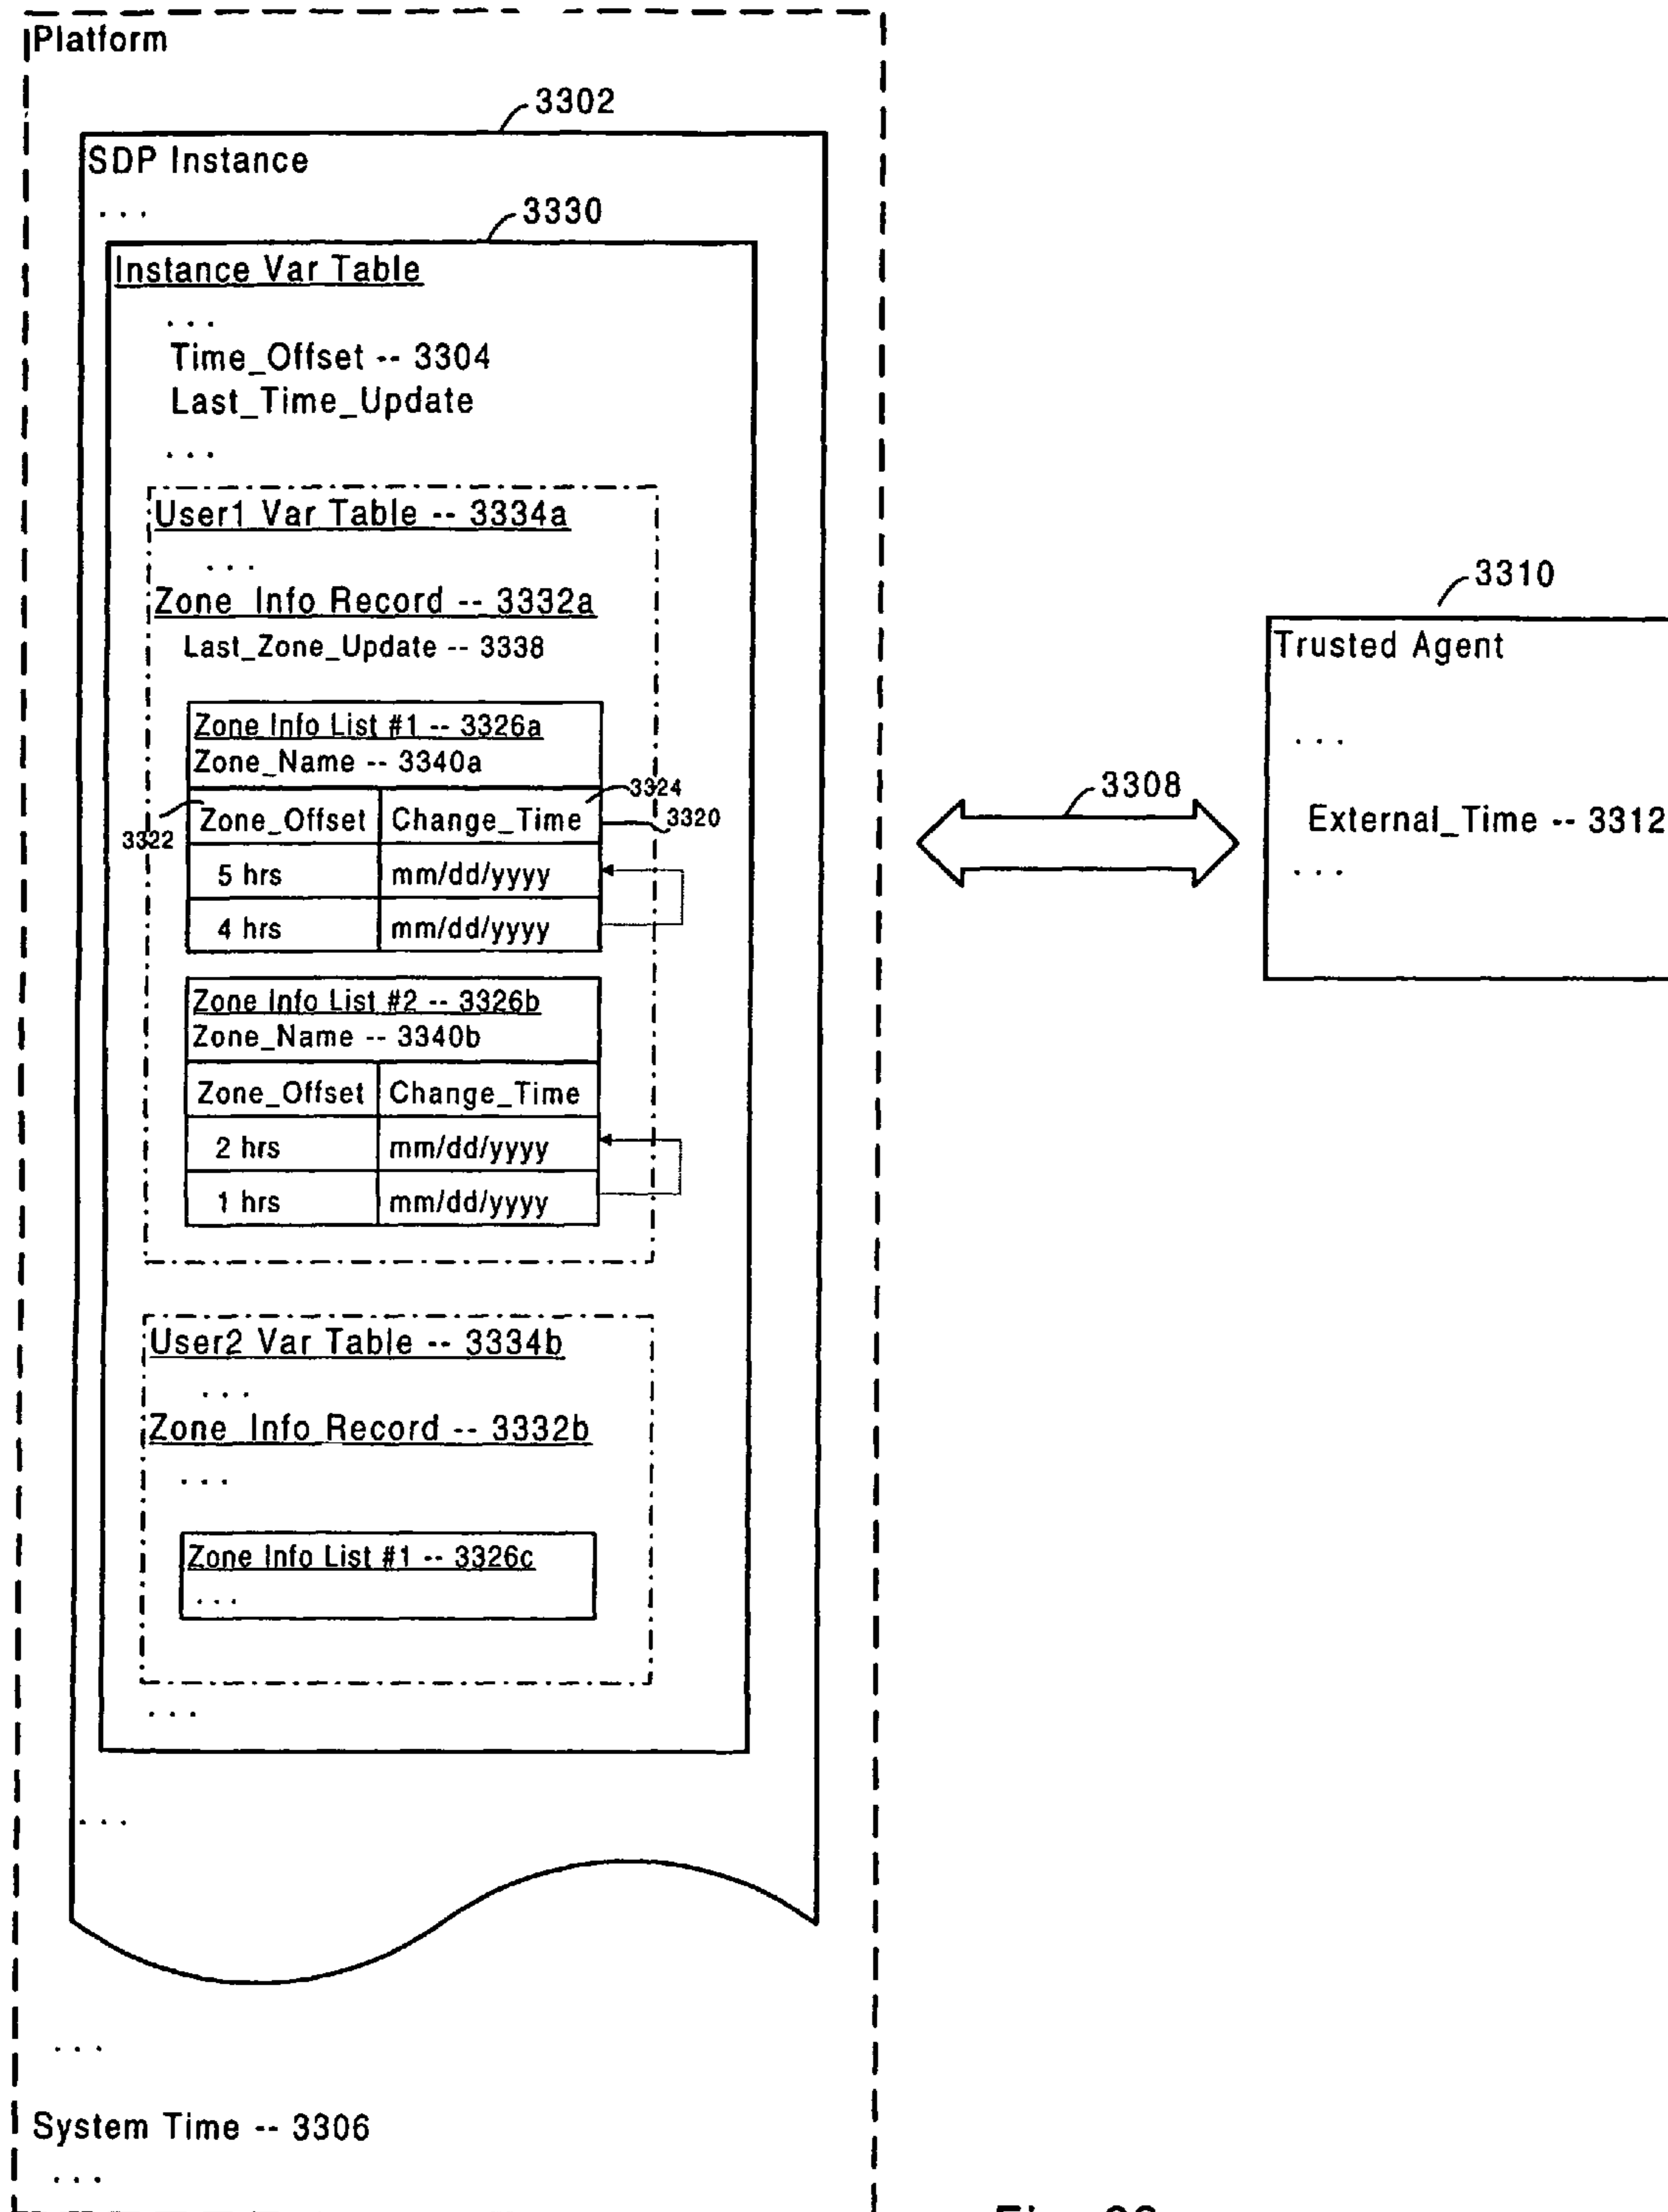 Platform
3302
SDP Instance
...
3330
Instance Var Table
...
Time_Offset -- 3304
Last_Time_Update
...
User1 Var Table -- 3334a
...
Zone_Info Record -- 3332a
Last_Zone_Update -- 3338
Zone Info List #1 -- 3326a
Zone_Name -- 3340a
3324
Zone_Offset Change_Time 3320
3322
5 hrs mm/dd/yyyy
4 hrs mm/dd/yyyy
Zone Info List #2 -- 3326b
Zone_Name -- 3340b
Zone_Offset Change_Time
2 hrs mm/dd/yyyy
1 hrs mm/dd/yyyy
User2 Var Table -- 3334b
...
Zone_Info Record -- 3332b
...
Zone Info List #1 -- 3326c
...
...
...
...
System Time -- 3306
...
3308
3310
Trusted Agent
...
External_Time -- 3312
...